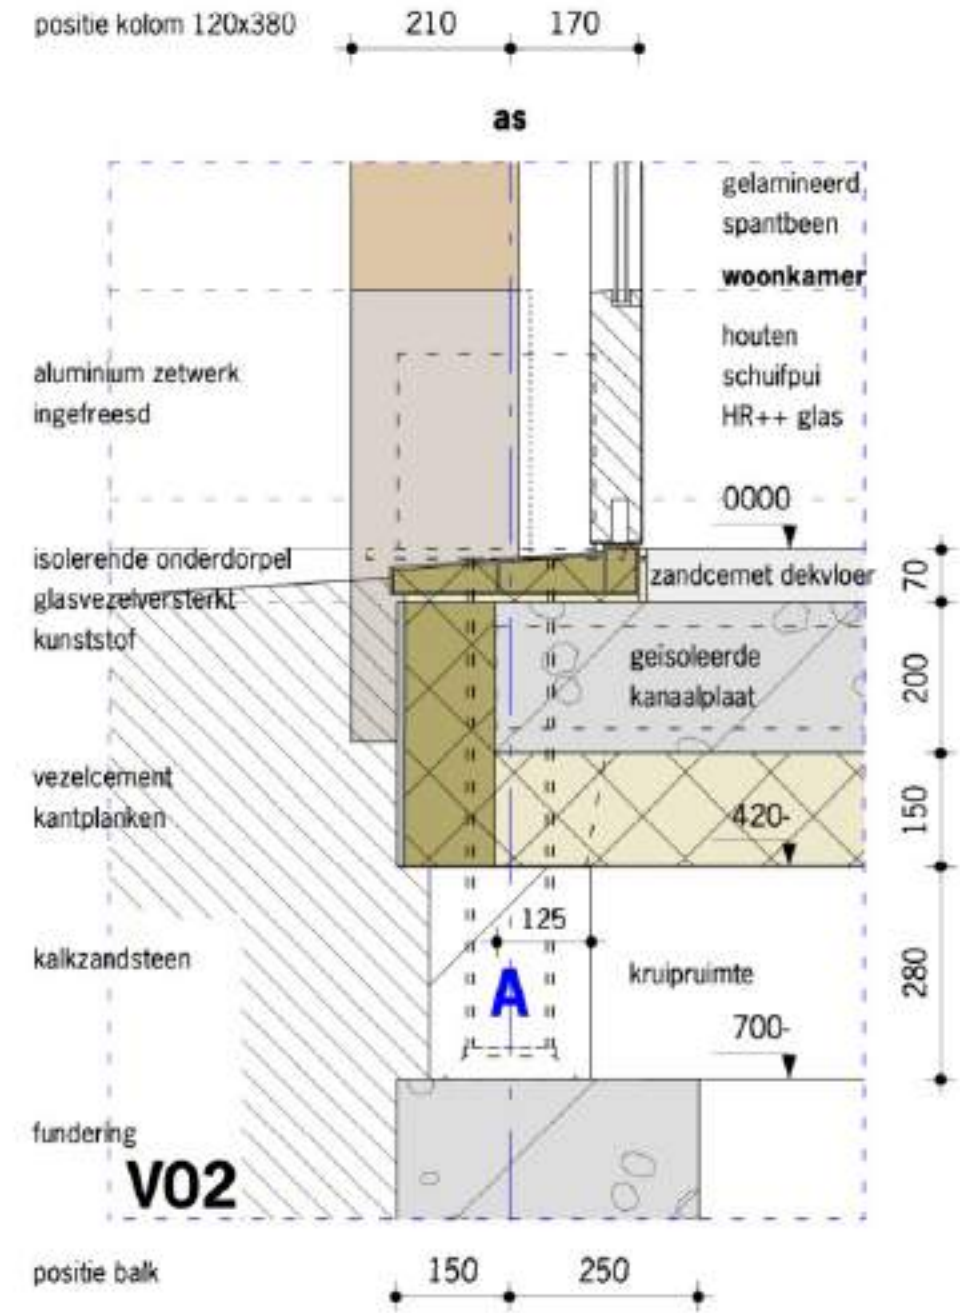 positie kolom 120x380
210
170
as
gelamineerd
spantbeen
woonkamer
houten
schuifpui
HR++ glas
aluminium zetwerk
ingefreesd
0000
isolerende onderdorpel
glasvezelversterkt
kunststof
zandcemet dekvloer
70
geïsoleerde
kanaalplaat
200
vezelcement
kantplanken
420-
150
125
kalkzandsteen
A
kruipruimte
280
700-
fundering
V02
positie balk
150
250